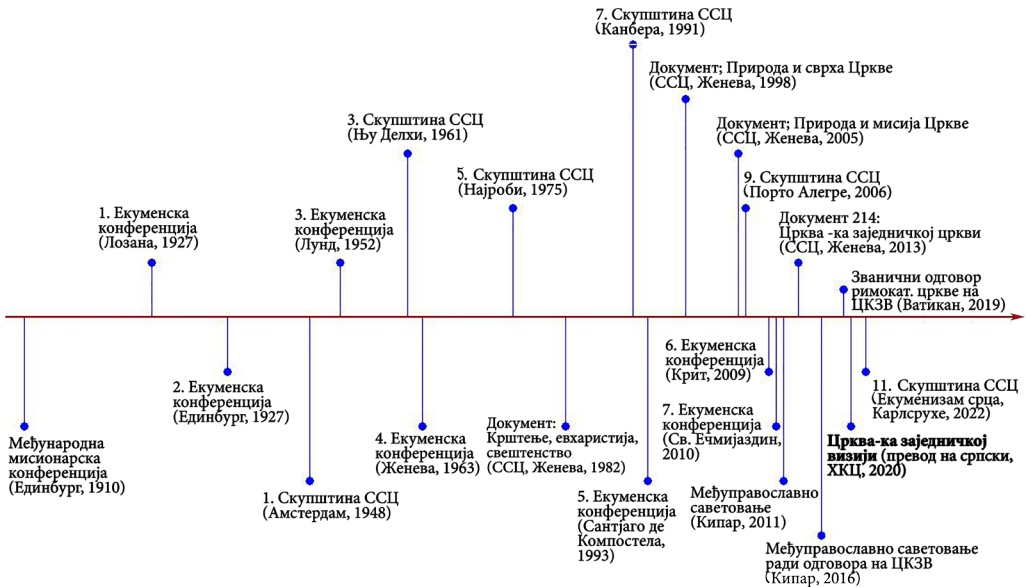 7. Скупштина ССЦ
(Канбера, 1991)
Документ; Природа и сврха Цркве
(ССЦ, Женева, 1998)
3. Скупштина ССЦ
(Њу Делхи, 1961)
Документ; Природа и мисија Цркве
(ССЦ, Женева, 2005)
5. Скупштина ССЦ
(Најроби, 1975)
9. Скупштина ССЦ
(Порто Алегре, 2006)
1. Екуменска
конференција
(Лозана, 1927)
3. Екуменска
конференција
(Лунд, 1952)
Документ 214:
Црква -ка заједничкој цркви
(ССЦ, Женева, 2013)
Званични одговор
римокат. цркве на
ЦКЗВ (Ватикан, 2019)
2. Екуменска
конференција
(Единбург, 1927)
6. Екуменска
конференција
(Крит, 2009)
11. Скупштина ССЦ
(Екуменизам срца,
Карлсрухе, 2022)
Међународна
мисионарска
конференција
(Единбург, 1910)
4. Екуменска
конференција
(Женева, 1963)
Документ:
Крштење, евхаристија,
свештенство
(ССЦ, Женева, 1982)
7. Екуменска
конференција
(Св. Ечмијаздин,
2010)
Црква-ка заједничкој
визији (превод на српски,
ХКЦ, 2020)
1. Скупштина ССЦ
(Амстердам, 1948)
5. Екуменска
конференција
(Сантјаго де
Компостела,
1993)
Међуправославно
саветовање
(Кипар, 2011)
Међуправославно саветовање
ради одговора на ЦКЗВ
(Кипар, 2016)